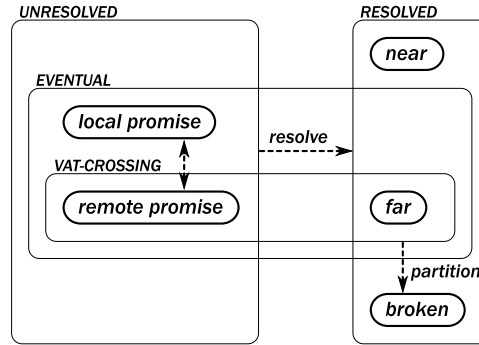 UNRESOLVED
RESOLVED
near
EVENTUAL
local promise
resolve
VAT-CROSSING
remote promise
far
partition
broken